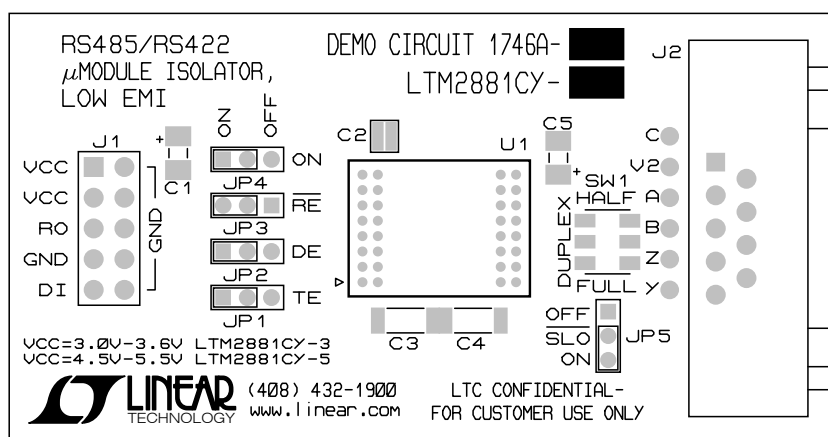 RS485/RS422
µMODULE ISOLATOR,
LOW EMI
DEMO CIRCUIT 1746A-
LTM2881CY-
J2
J1
+
C1
ON
OFF
C2
U1
C5
+
VCC
VCC
RO
GND
DI
GND
ON
JP4
RE
JP3
DE
JP2
TE
JP1
SW1
HALF
DUPLEX
FULL
C
V2
A
B
Z
Y
OFF
SLO
ON
JP5
C3
C4
VCC=3.0V-3.6V LTM2881CY-3
VCC=4.5V-5.5V LTM2881CY-5
LT LINEAR
TECHNOLOGY
(408) 432-1900
www.linear.com
LTC CONFIDENTIAL-
FOR CUSTOMER USE ONLY